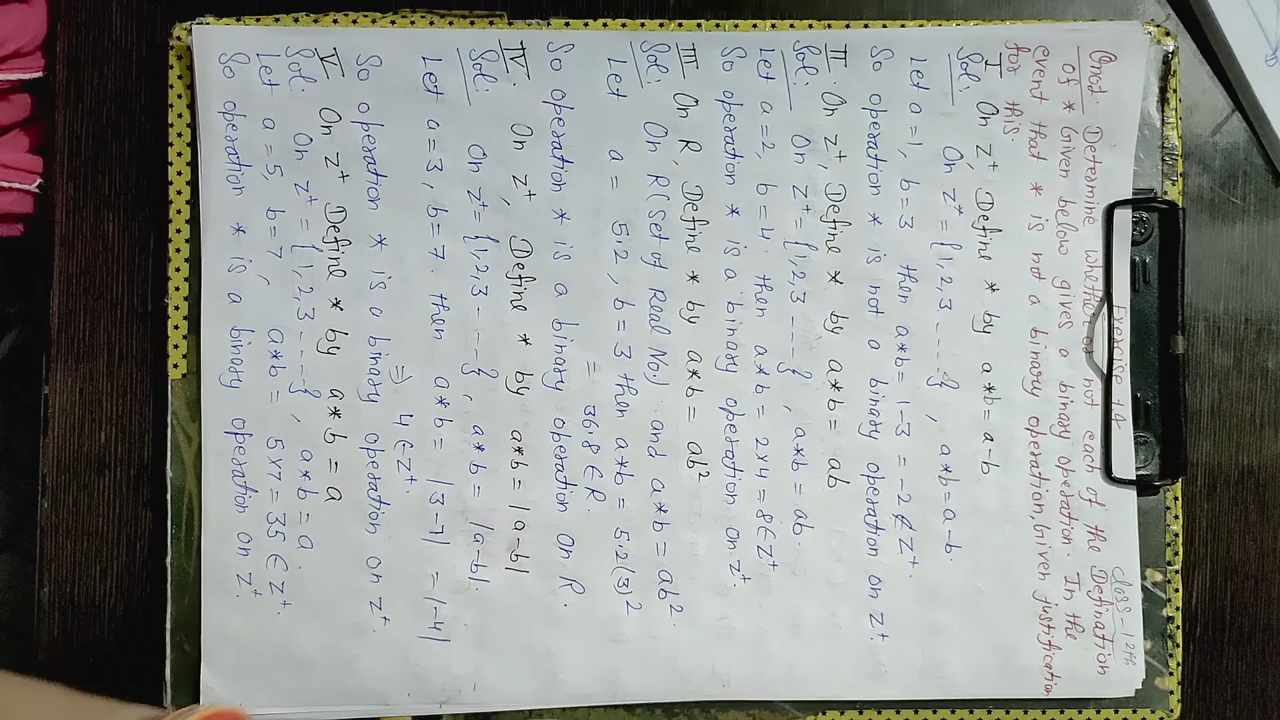 Exercise 1.4
Class-12th
Qno1. Determine whether or not each of the Defination
of * Given below gives a binary operation. In the
event that * is not a binary operation, Given justification
for this.
I. On z⁺, Define * by a*b = a-b
Sol: On z⁺ = {1,2,3 ----}, a*b = a-b.
Let a=1, b=3 then a*b = 1-3 = -2 ∉ z⁺.
So operation * is not a binary operation on z⁺
II. On z⁺, Define * by a*b = ab
Sol: On z⁺ = {1,2,3 ----}, a*b = ab.
Let a=2, b=4 then a*b = 2×4 = 8 ∈ z⁺
So operation * is a binary operation on z⁺.
III On R, Define * by a*b = ab²
Sol: On R (Set of Real No.) and a*b = ab².
Let a = 5.2, b=3 then a*b = 5.2(3)²
= 36.8 ∈ R.
So operation * is a binary operation on R.
IV. On z⁺, Define * by a*b = |a-b|
Sol: On z⁺ = {1,2,3 ----}, a*b = |a-b|.
Let a=3, b=7. then a*b = |3-7| = |-4|
⇒ 4 ∈ z⁺.
So operation * is a binary operation on z⁺.
V On z⁺ Define * by a*b = a
Sol: On z⁺ = {1,2,3 ----}, a*b = a.
Let a=5, b=7, a*b = 5×7 = 35 ∈ z⁺.
So operation * is a binary operation on z⁺.